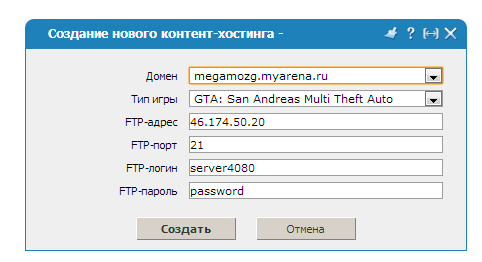 Создание нового контент-хостинга -
Домен megamozg.myarena.ru
Тип игры GTA: San Andreas Multi Theft Auto
FTP-адрес 46.174.50.20
FTP-порт 21
FTP-логин server4080
FTP-пароль password
Создать Отмена